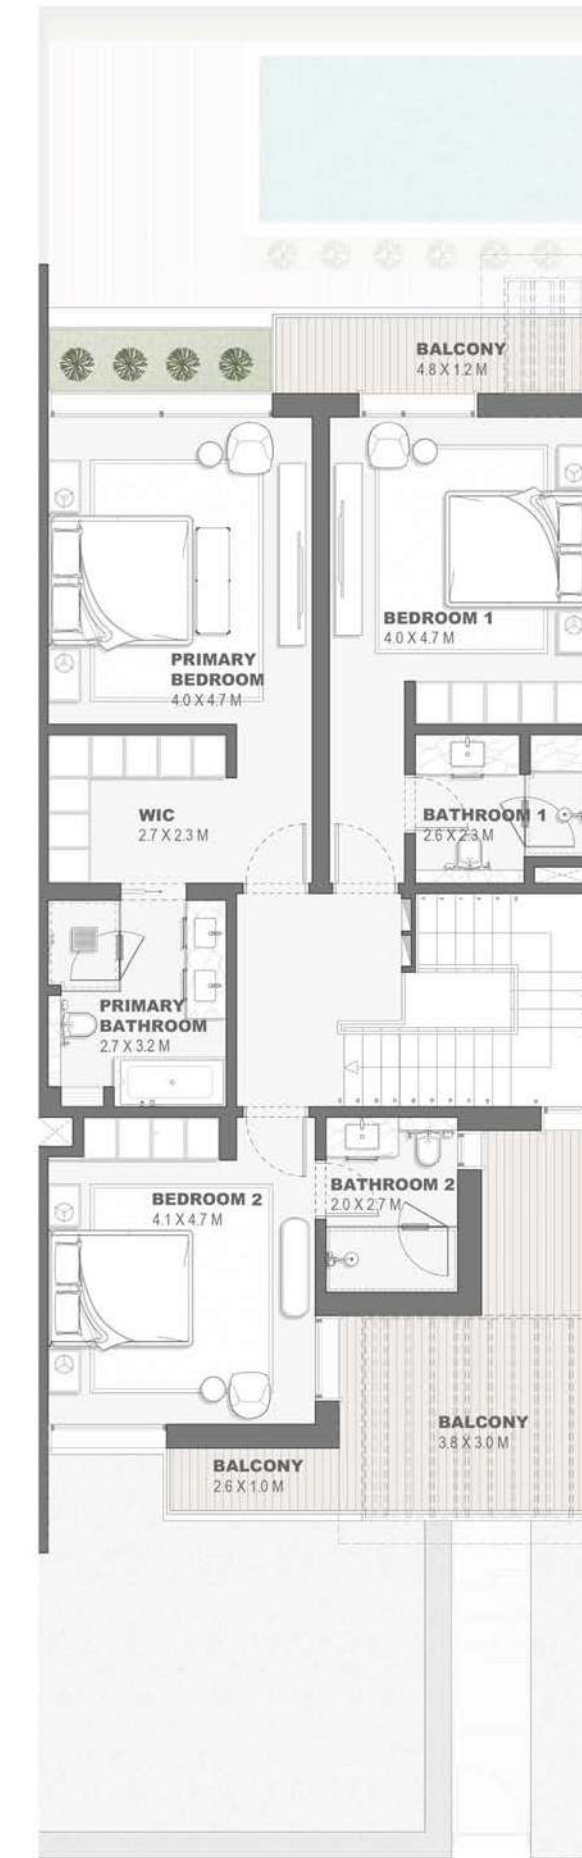 BALCONY
4.8 X 1.2 M
BEDROOM 1
4.0 X 4.7 M
PRIMARY
BEDROOM
4.0 X 4.7 M
WIC
2.7 X 2.3 M
BATHROOM 1
2.6 X 2.3 M
PRIMARY
BATHROOM
2.7 X 3.2 M
BATHROOM 2
2.0 X 2.7 M
BEDROOM 2
4.1 X 4.7 M
BALCONY
3.8 X 3.0 M
BALCONY
2.6 X 1.0 M